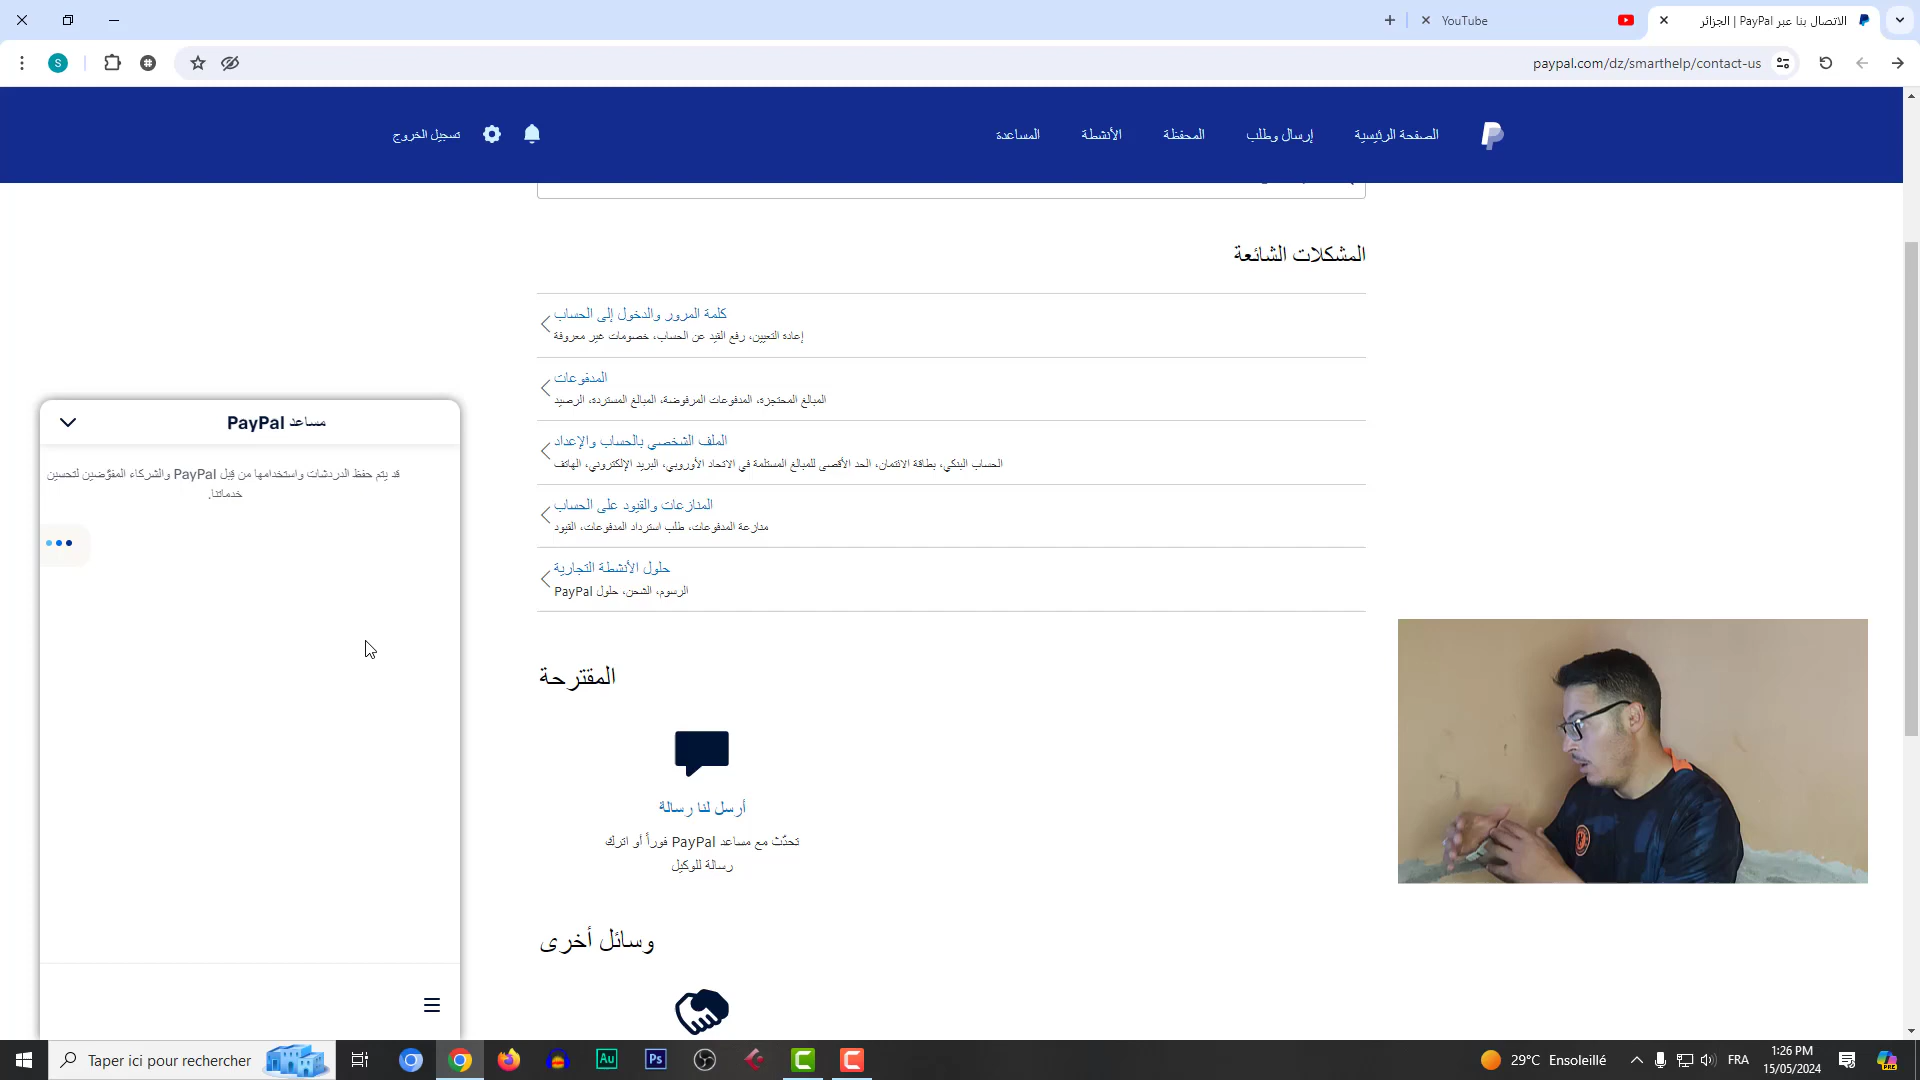 YouTube
الاتصال بنا عبر PayPal | الجزائر
S
paypal.com/dz/smarthelp/contact-us
الصفحة الرئيسية
إرسال وطلب
المحفظة
الأنشطة
المساعدة
تسجيل الخروج
المشكلات الشائعة
كلمة المرور والدخول إلى الحساب
إعادة التعيين، رفع القيد عن الحساب، خصومات غير معروفة
المدفوعات
المبالغ المحتجزة، المدفوعات المرفوضة، المبالغ المستردة، الرصيد
الملف الشخصي بالحساب والإعداد
الحساب البنكي، بطاقة الائتمان، الحد الأقصى للمبالغ المستلمة في الاتحاد الأوروبي، البريد الإلكتروني، الهاتف
المنازعات والقيود على الحساب
منازعة المدفوعات، طلب استرداد المدفوعات، القيود
حلول الأنشطة التجارية
الرسوم، الشحن، حلول PayPal
المقترحة
أرسل لنا رسالة
تحدّث مع مساعد PayPal فوراً أو اترك
رسالة للوكيل
وسائل أخرى
مساعد PayPal
قد يتم حفظ الدردشات واستخدامها من قِبل PayPal والشركاء المفوَّضين لتحسين
خدماتنا.
Taper ici pour rechercher
Au
Ps
29°C Ensoleillé
FRA
1:26 PM
15/05/2024
PRE